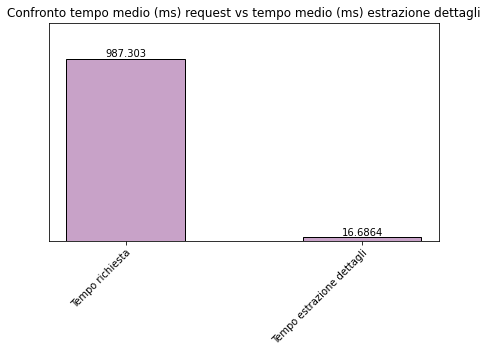 Confronto tempo medio (ms) request vs tempo medio (ms) estrazione dettagli
987.303
16.6864
Tempo richiesta
Tempo estrazione dettagli